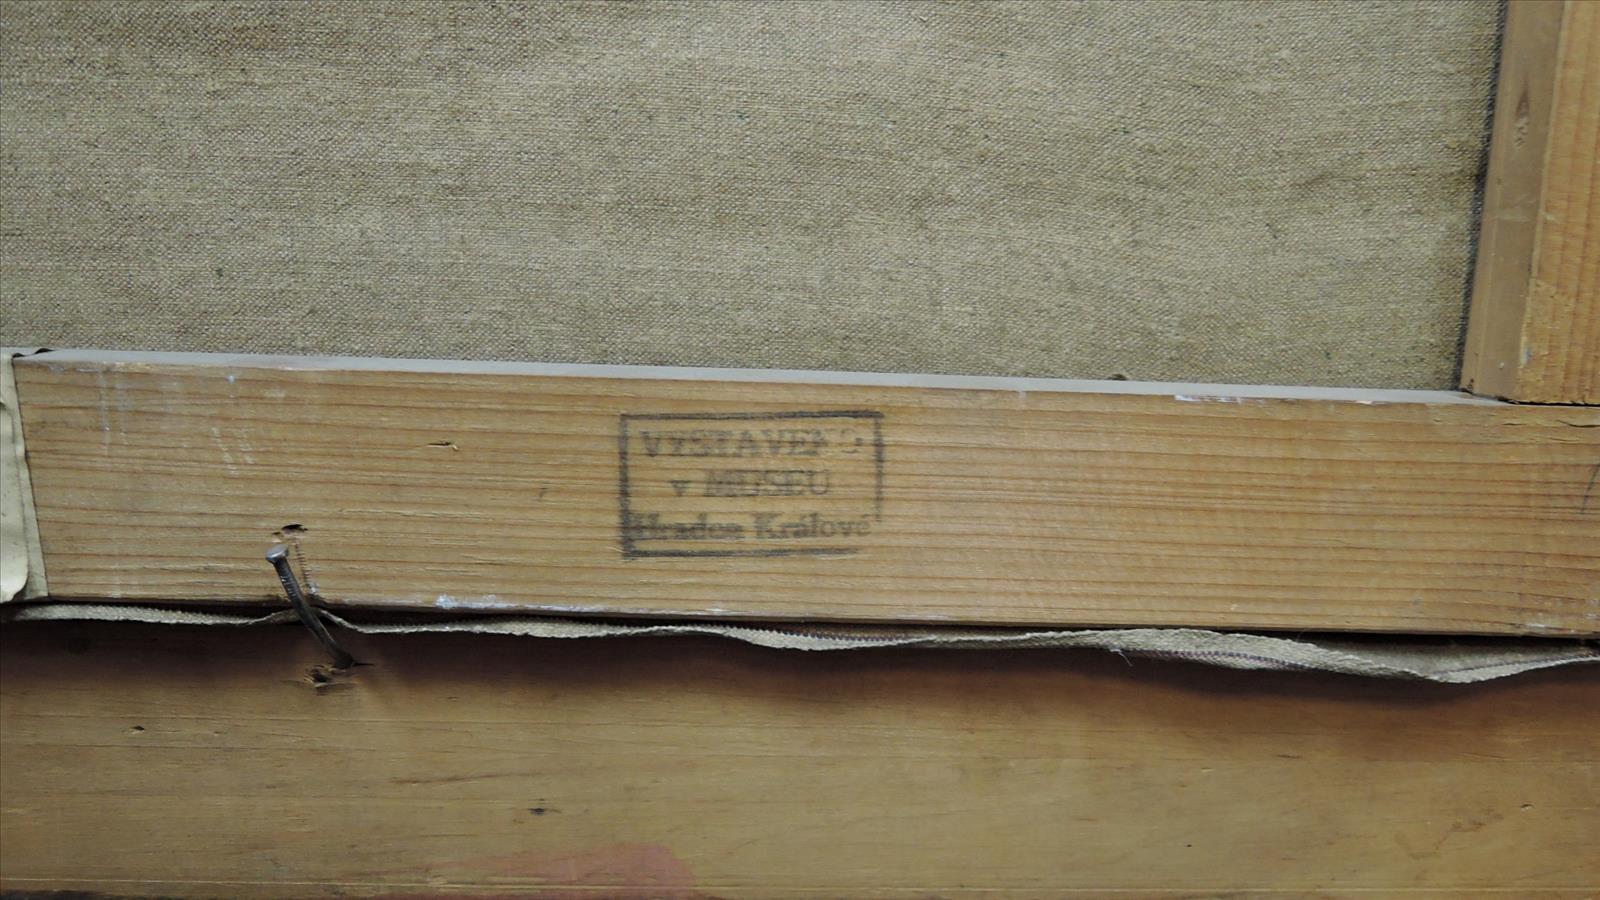 VYSTAVENO
v MUSEU
Hradec Králové